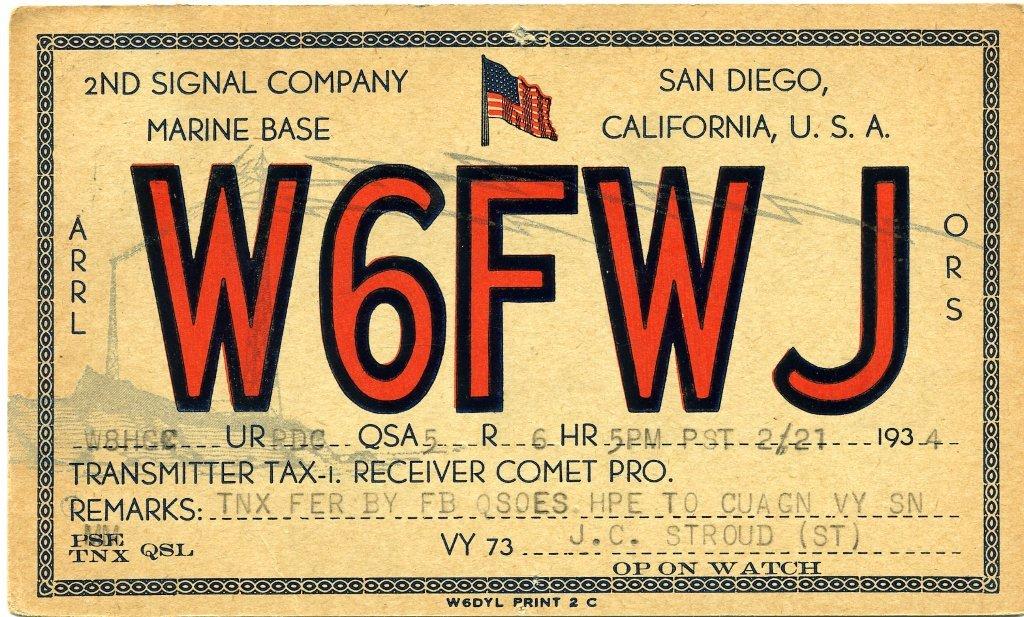 2ND SIGNAL COMPANY
MARINE BASE
SAN DIEGO,
CALIFORNIA, U. S. A.
ARRL
W6FWJ
ORS
W8HGC UR RDC QSA 5 R 6 HR 5PM PST 2/21 1934
TRANSMITTER TAX-I. RECEIVER COMET PRO.
REMARKS: TNX FER BY FB QSOES HPE TO CUAGN VY SN
PSE
TNX QSL VY 73 J.C. STROUD (ST)
OP ON WATCH
W6DYL PRINT 2 C